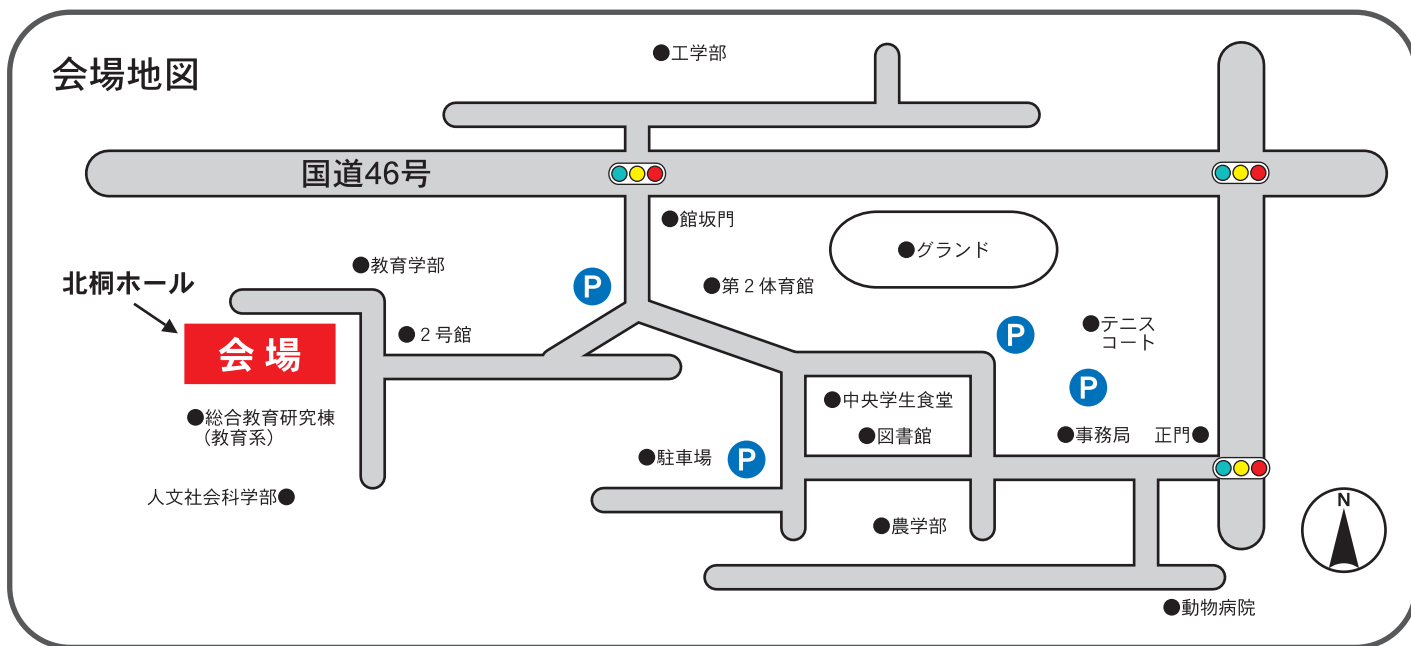 会場地図
工学部
国道46号
館坂門
グランド
教育学部
北桐ホール
P
第2体育館
会場
2号館
P
テニス
コート
P
中央学生食堂
総合教育研究棟
(教育系)
図書館
事務局
正門
駐車場
P
人文社会科学部
農学部
N
動物病院